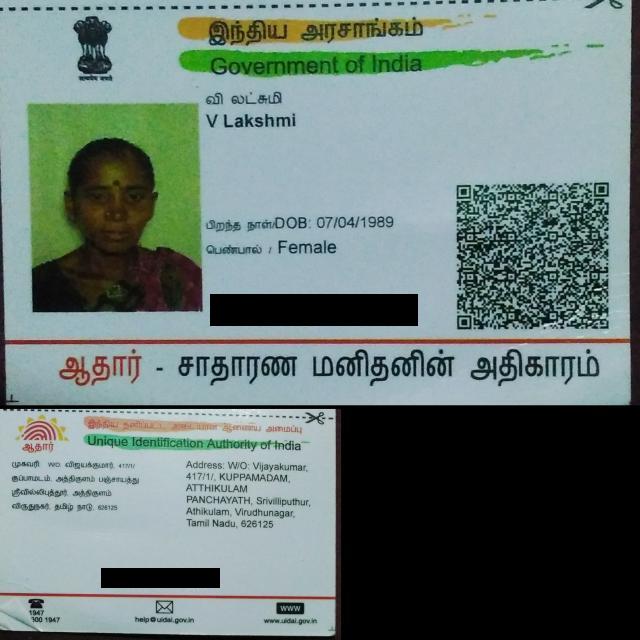 இந்திய அரசாங்கம்
Government of India
வி லட்சுமி
V Lakshmi
பிறந்த நாள்/DOB: 07/04/1989
பெண்பால் / Female
ஆதார் - சாதாரண மனிதனின் அதிகாரம்
ஆதார்
இந்திய தனிப்பட்ட அடையாள ஆணைய அமைப்பு
Unique Identification Authority of India
முகவரி W/O. விஜயக்குமார், 417/1/
குப்பாமடம், அத்திகுளம் பஞ்சாயத்து
ஸ்ரீவில்லிபுத்தூர், அத்திகுளம்
விருதுநகர், தமிழ் நாடு, 626125
Address: W/O: Vijayakumar,
417/1/, KUPPAMADAM,
ATTHIKULAM
PANCHAYATH, Srivilliputhur,
Athikulam, Virudhunagar,
Tamil Nadu, 626125
1947
300 1947
help@uidai.gov.in
www
www.uidai.gov.in